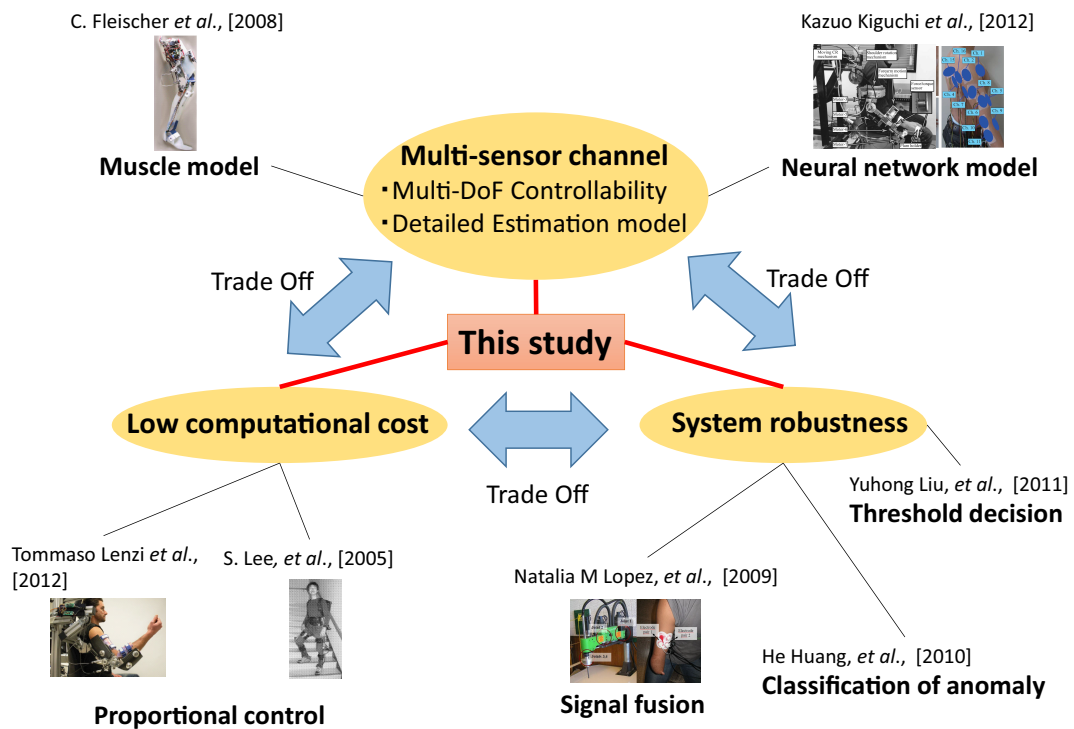 C. Fleischer et al., [2008]
Muscle model
Kazuo Kiguchi et al., [2012]
Neural network model
Multi-sensor channel
・Multi-DoF Controllability
・Detailed Estimation model
Trade Off
Trade Off
This study
Low computational cost
System robustness
Trade Off
Tommaso Lenzi et al.,
[2012]
S. Lee, et al., [2005]
Proportional control
Yuhong Liu, et al., [2011]
Threshold decision
Natalia M Lopez, et al., [2009]
Signal fusion
He Huang, et al., [2010]
Classification of anomaly